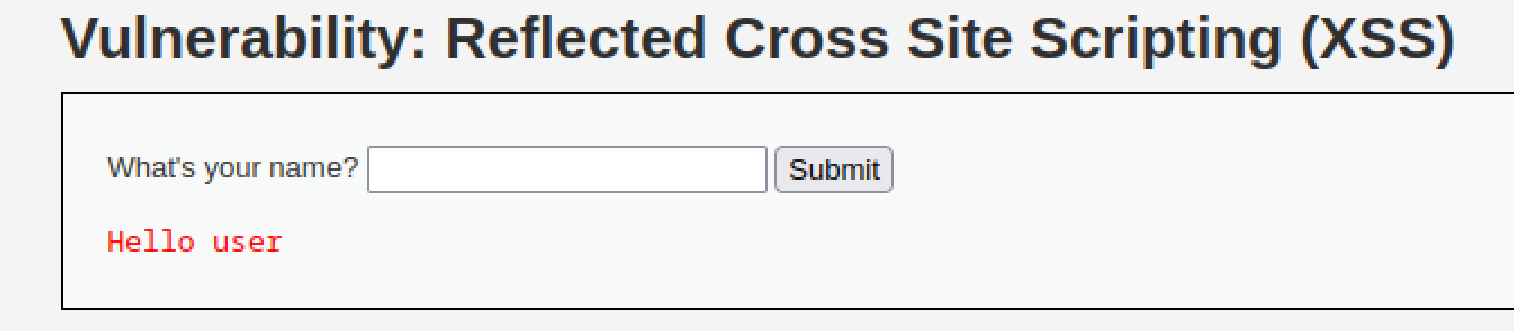 Vulnerability: Reflected Cross Site Scripting (XSS)
What's your name? Submit
Hello user